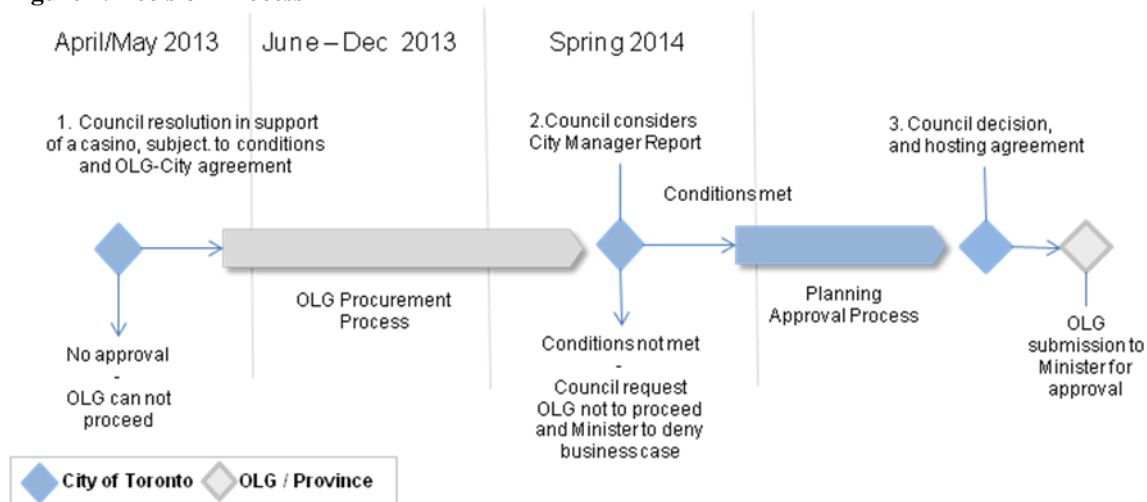 April/May 2013
June – Dec 2013
Spring 2014
1. Council resolution in support
of a casino, subject. to conditions
and OLG-City agreement
2.Council considers
City Manager Report
3. Council decision,
and hosting agreement
Conditions met
OLG Procurement
Process
Planning
Approval Process
No approval
-
OLG can not
proceed
Conditions not met
-
Council request
OLG not to proceed
and Minister to deny
business case
OLG
submission to
Minister for
approval
City of Toronto
OLG / Province